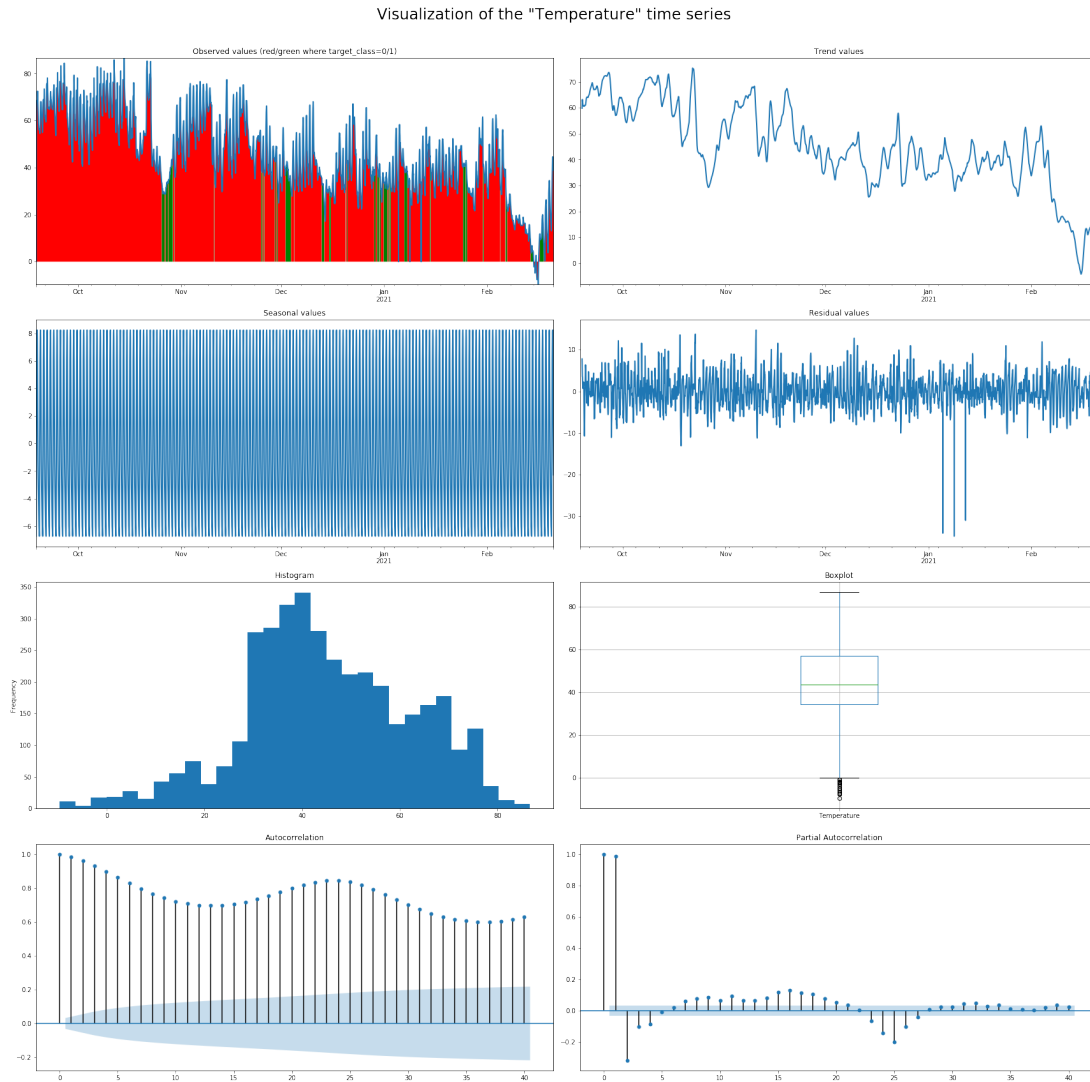 Visualization of the "Temperature" time series
Observed values (red/green where target_class=0/1)
80
60
40
20
0
Oct
Nov
Dec
Jan
2021
Feb
Trend values
70
60
50
40
30
20
10
0
Oct
Nov
Dec
Jan
2021
Feb
Seasonal values
8
6
4
2
0
−2
−4
−6
Oct
Nov
Dec
Jan
2021
Feb
Residual values
10
0
−10
−20
−30
Oct
Nov
Dec
Jan
2021
Feb
Histogram
Frequency
350
300
250
200
150
100
50
0
0
20
40
60
80
Boxplot
80
60
40
20
0
Temperature
Autocorrelation
1.0
0.8
0.6
0.4
0.2
0.0
−0.2
0
5
10
15
20
25
30
35
40
Partial Autocorrelation
1.0
0.8
0.6
0.4
0.2
0.0
−0.2
0
5
10
15
20
25
30
35
40